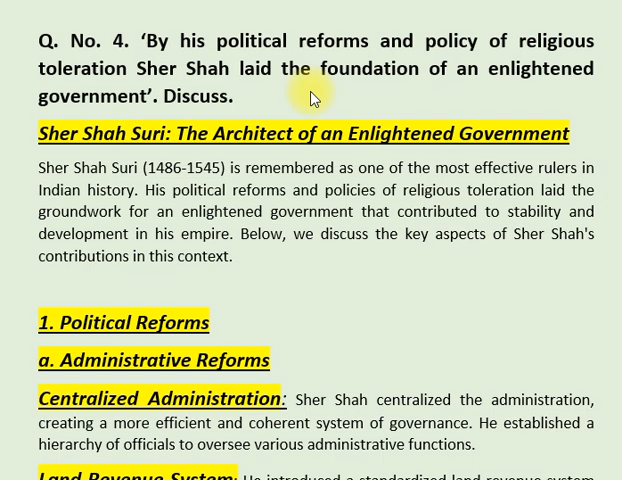 Q. No. 4. ‘By his political reforms and policy of religious
toleration Sher Shah laid the foundation of an enlightened
government’. Discuss.
Sher Shah Suri: The Architect of an Enlightened Government
Sher Shah Suri (1486-1545) is remembered as one of the most effective rulers in
Indian history. His political reforms and policies of religious toleration laid the
groundwork for an enlightened government that contributed to stability and
development in his empire. Below, we discuss the key aspects of Sher Shah's
contributions in this context.
1. Political Reforms
a. Administrative Reforms
Centralized Administration: Sher Shah centralized the administration,
creating a more efficient and coherent system of governance. He established a
hierarchy of officials to oversee various administrative functions.
Land Revenue System: He introduced a standardized land revenue system